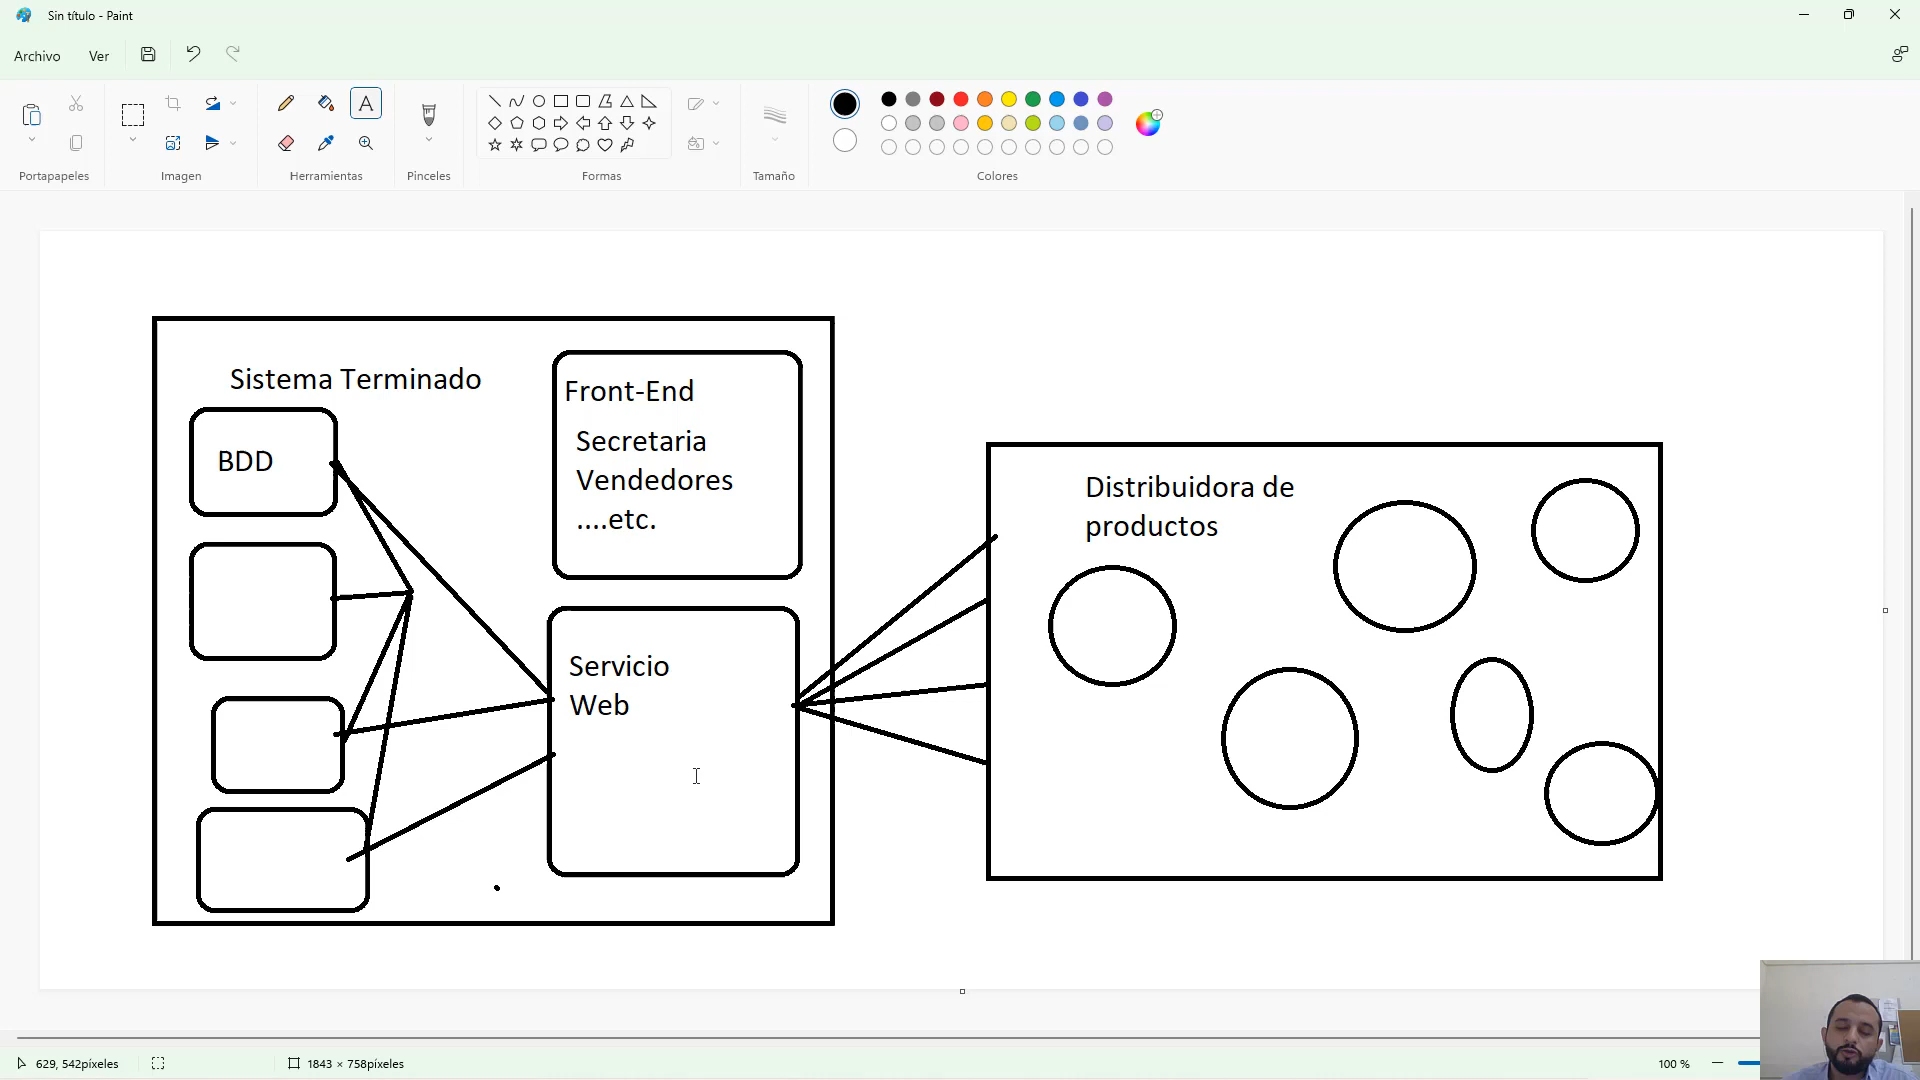 Sin título - Paint
Archivo
Ver
Portapapeles
Imagen
Herramientas
Pinceles
Formas
Tamaño
Colores
Sistema Terminado
BDD
Front-End
Secretaria
Vendedores
....etc.
Servicio
Web
Distribuidora de
productos
629, 542píxeles
1843 × 758píxeles
100 %